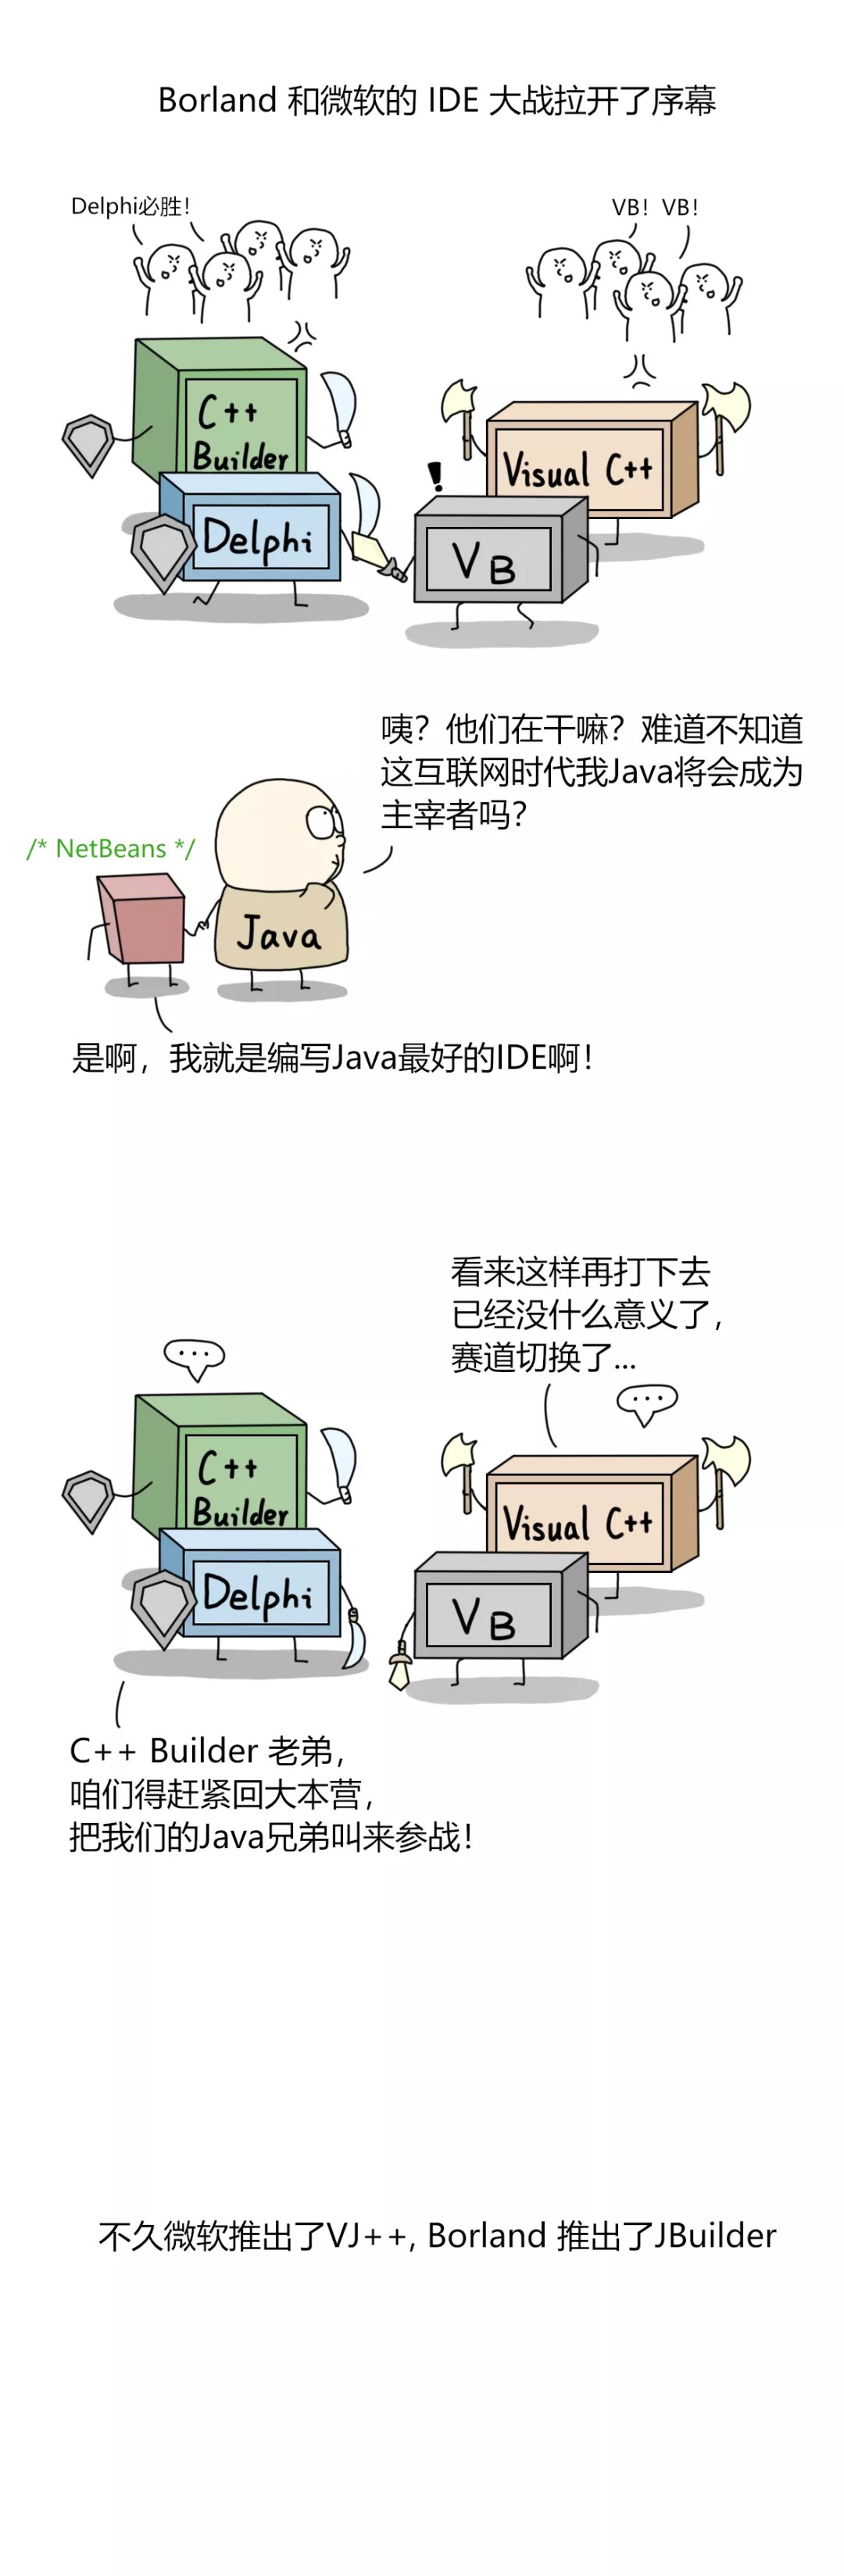 Borland 和微软的 IDE 大战拉开了序幕
Delphi必胜！
VB！VB！
C++
Builder
Delphi
Visual C++
VB
咦？他们在干嘛？难道不知道
这互联网时代我Java将会成为
主宰者吗？
/* NetBeans */
Java
是啊，我就是编写Java最好的IDE啊！
看来这样再打下去
已经没什么意义了，
赛道切换了...
C++
Builder
Delphi
Visual C++
VB
C++ Builder 老弟，
咱们得赶紧回大本营，
把我们的Java兄弟叫来参战！
不久微软推出了VJ++, Borland 推出了JBuilder